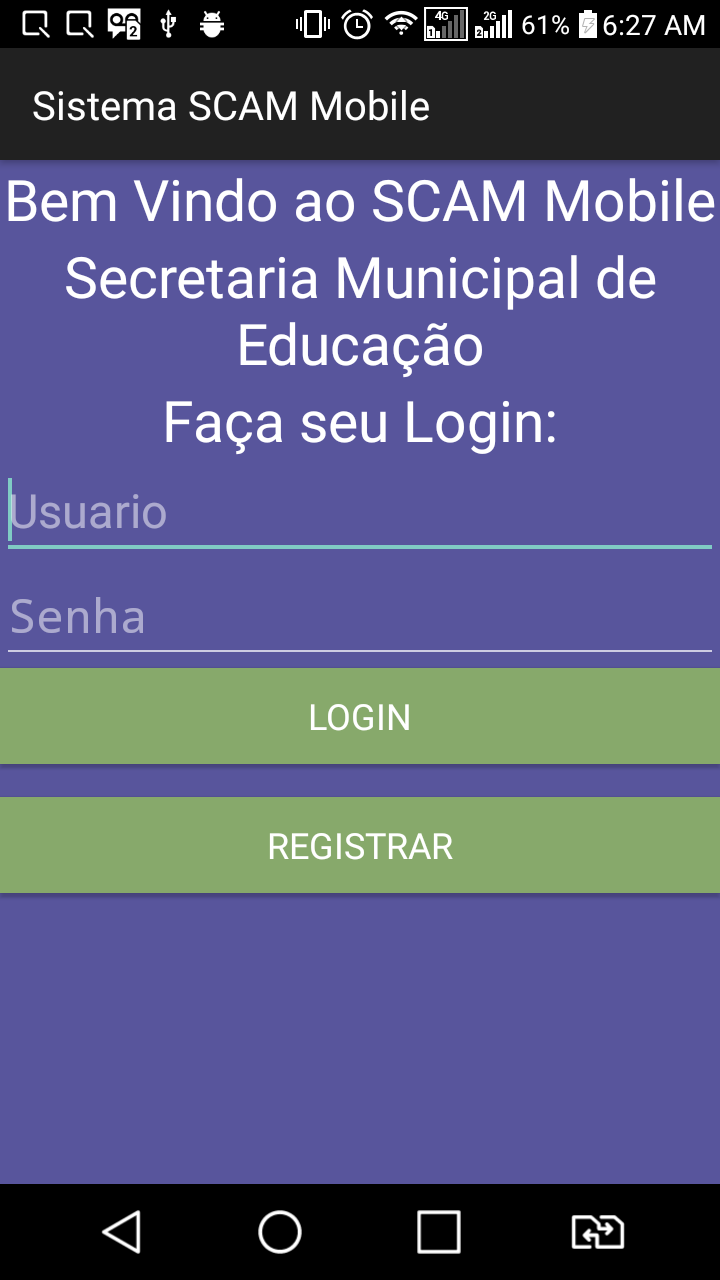 4G 2G 61% 6:27 AM
Sistema SCAM Mobile
Bem Vindo ao SCAM Mobile
Secretaria Municipal de
Educação
Faça seu Login:
Usuario
Senha
LOGIN
REGISTRAR